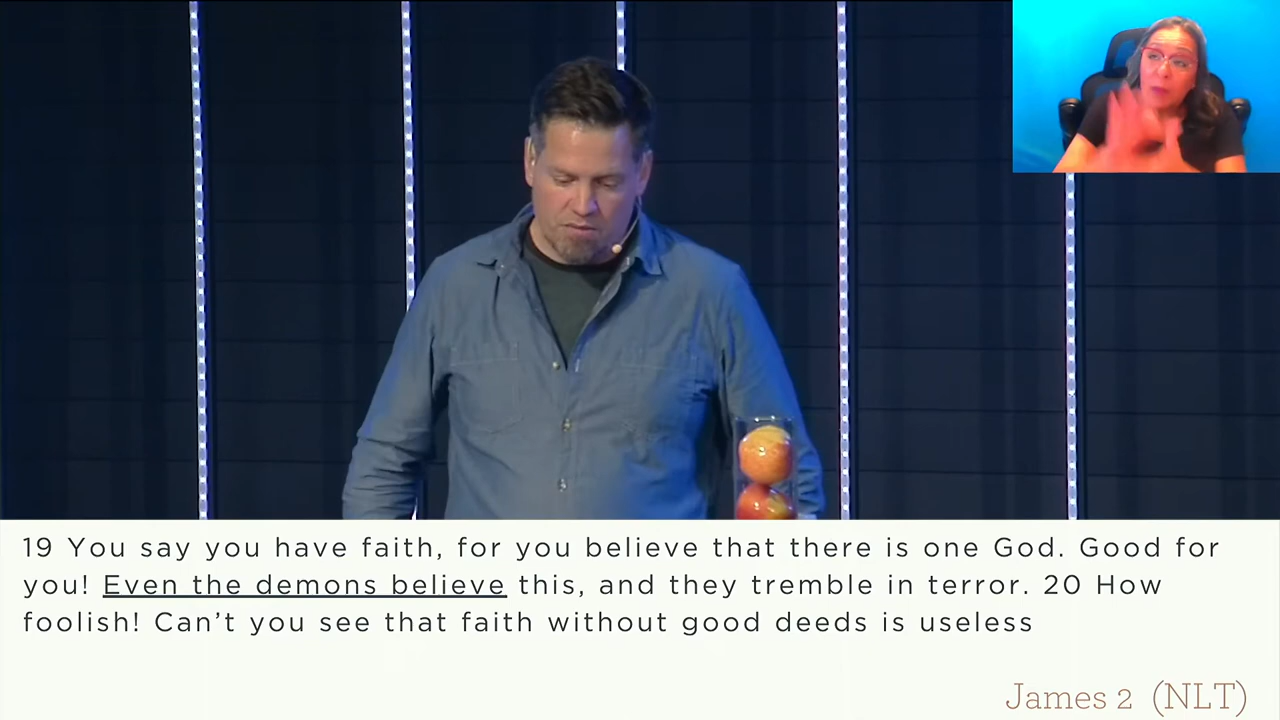 19 You say you have faith, for you believe that there is one God. Good for
you! Even the demons believe this, and they tremble in terror. 20 How
foolish! Can’t you see that faith without good deeds is useless
James 2 (NLT)